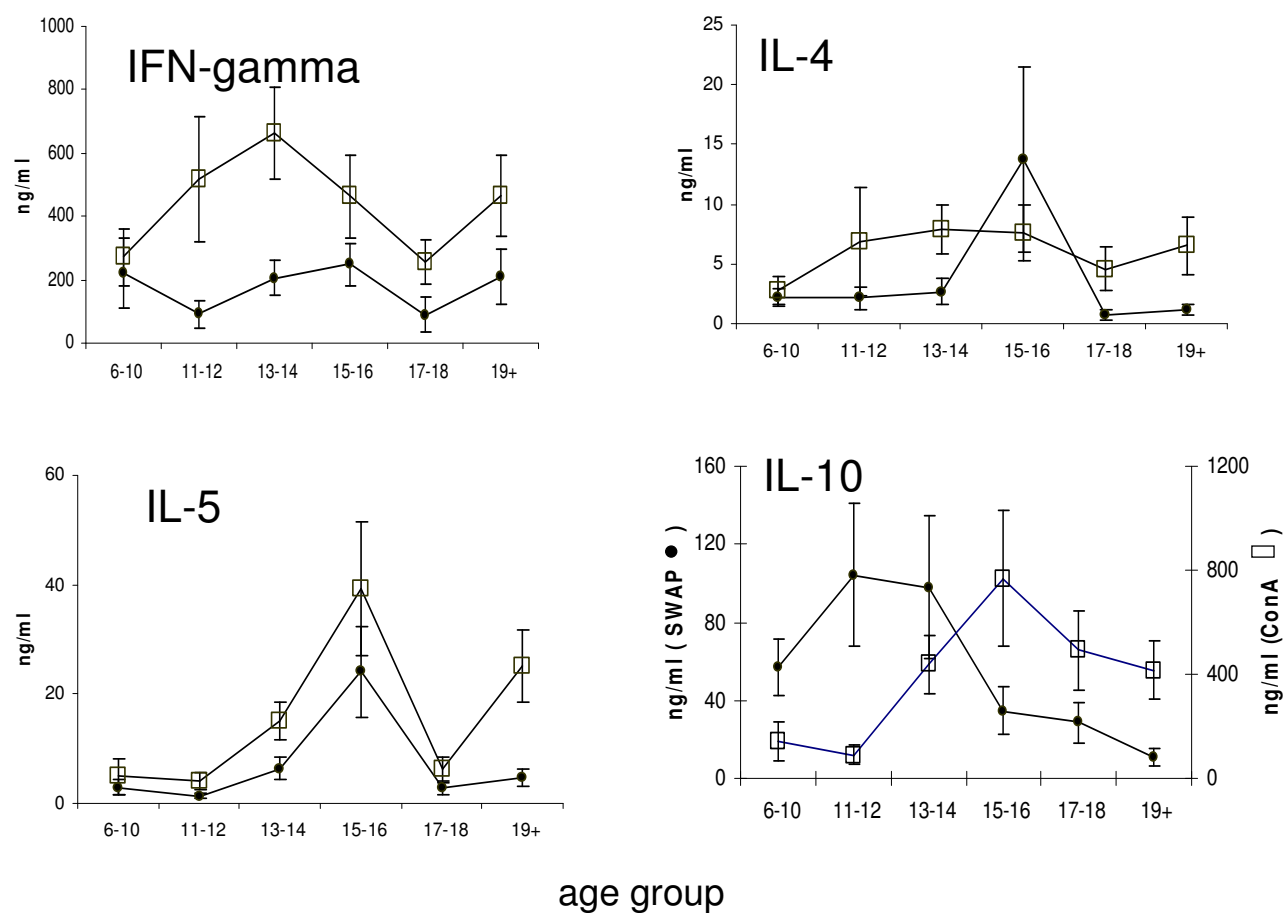 IFN-gamma
ng/ml
1000
800
600
400
200
0
6-10 11-12 13-14 15-16 17-18 19+
IL-4
ng/ml
25
20
15
10
5
0
6-10 11-12 13-14 15-16 17-18 19+
IL-5
ng/ml
60
40
20
0
6-10 11-12 13-14 15-16 17-18 19+
IL-10
ng/ml ( SWAP ● )
160
120
80
40
0
1200
800
400
0
ng/ml (ConA □ )
6-10 11-12 13-14 15-16 17-18 19+
age group